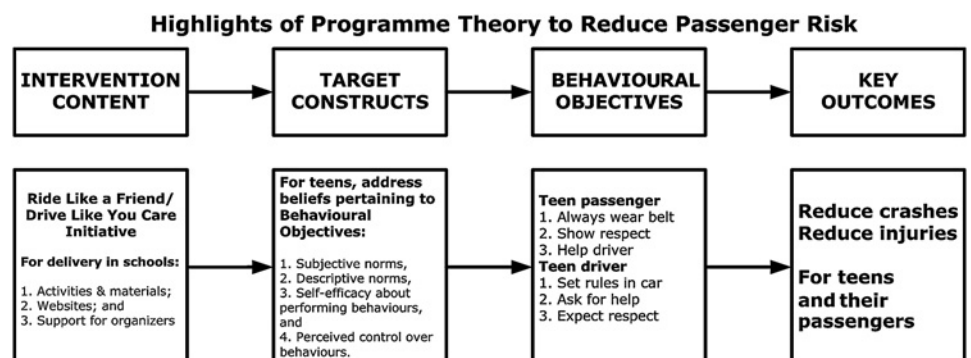 Highlights of Programme Theory to Reduce Passenger Risk
INTERVENTION
CONTENT
TARGET
CONSTRUCTS
BEHAVIOURAL
OBJECTIVES
KEY
OUTCOMES
Ride Like a Friend/
Drive Like You Care
Initiative
For delivery in schools:
1. Activities & materials;
2. Websites; and
3. Support for organizers
For teens, address
beliefs pertaining to
Behavioural
Objectives:
1. Subjective norms,
2. Descriptive norms,
3. Self-efficacy about
performing behaviours,
and
4. Perceived control over
behaviours.
Teen passenger
1. Always wear belt
2. Show respect
3. Help driver
Teen driver
1. Set rules in car
2. Ask for help
3. Expect respect
Reduce crashes
Reduce injuries
For teens
and their
passengers